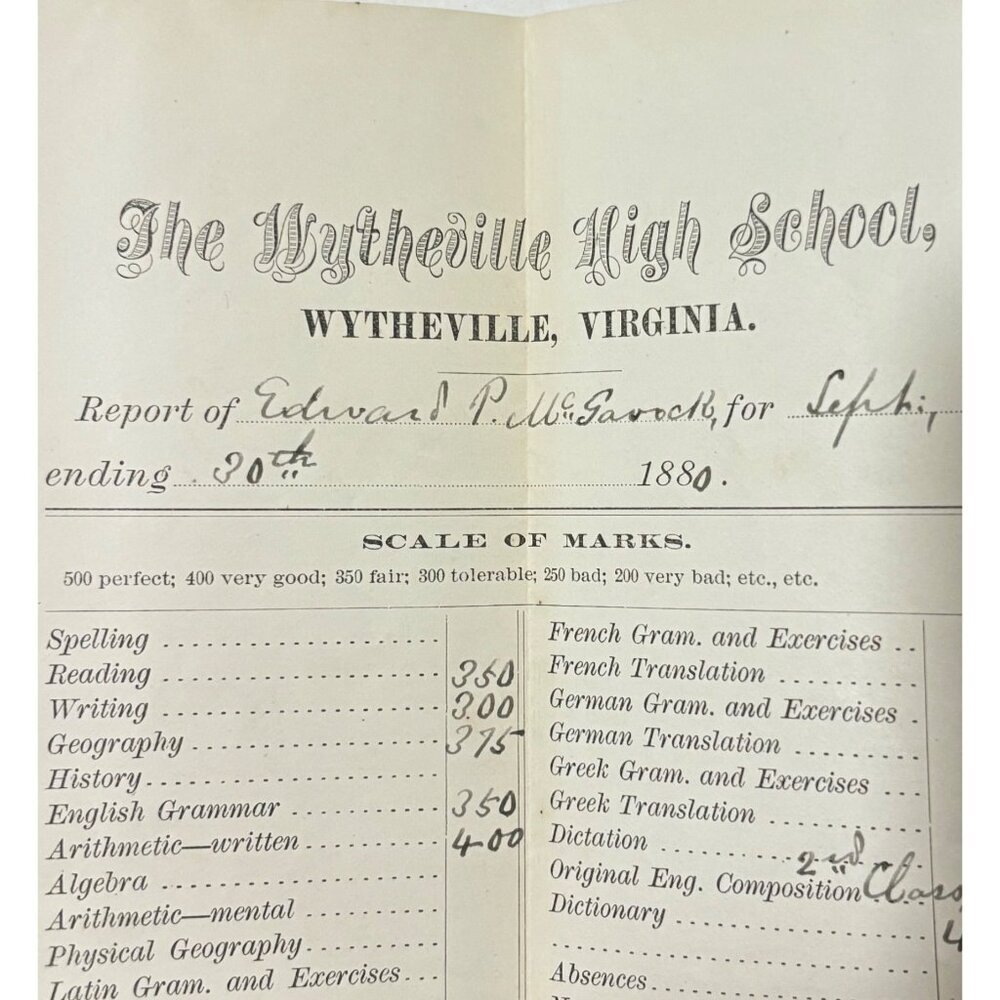 The Wytheville High School,
WYTHEVILLE, VIRGINIA.
Report of Edward P. McGavock, for Sept:,
ending 30th 1880.
SCALE OF MARKS.
500 perfect; 400 very good; 350 fair; 300 tolerable; 250 bad; 200 very bad; etc., etc.
Spelling
Reading 350
Writing 300
Geography 375
History
English Grammar 350
Arithmetic—written 400
Algebra
Arithmetic—mental
Physical Geography
Latin Gram. and Exercises
French Gram. and Exercises
French Translation
German Gram. and Exercises
German Translation
Greek Gram. and Exercises
Greek Translation
Dictation
Original Eng. Composition 2nd Class
Dictionary
Absences